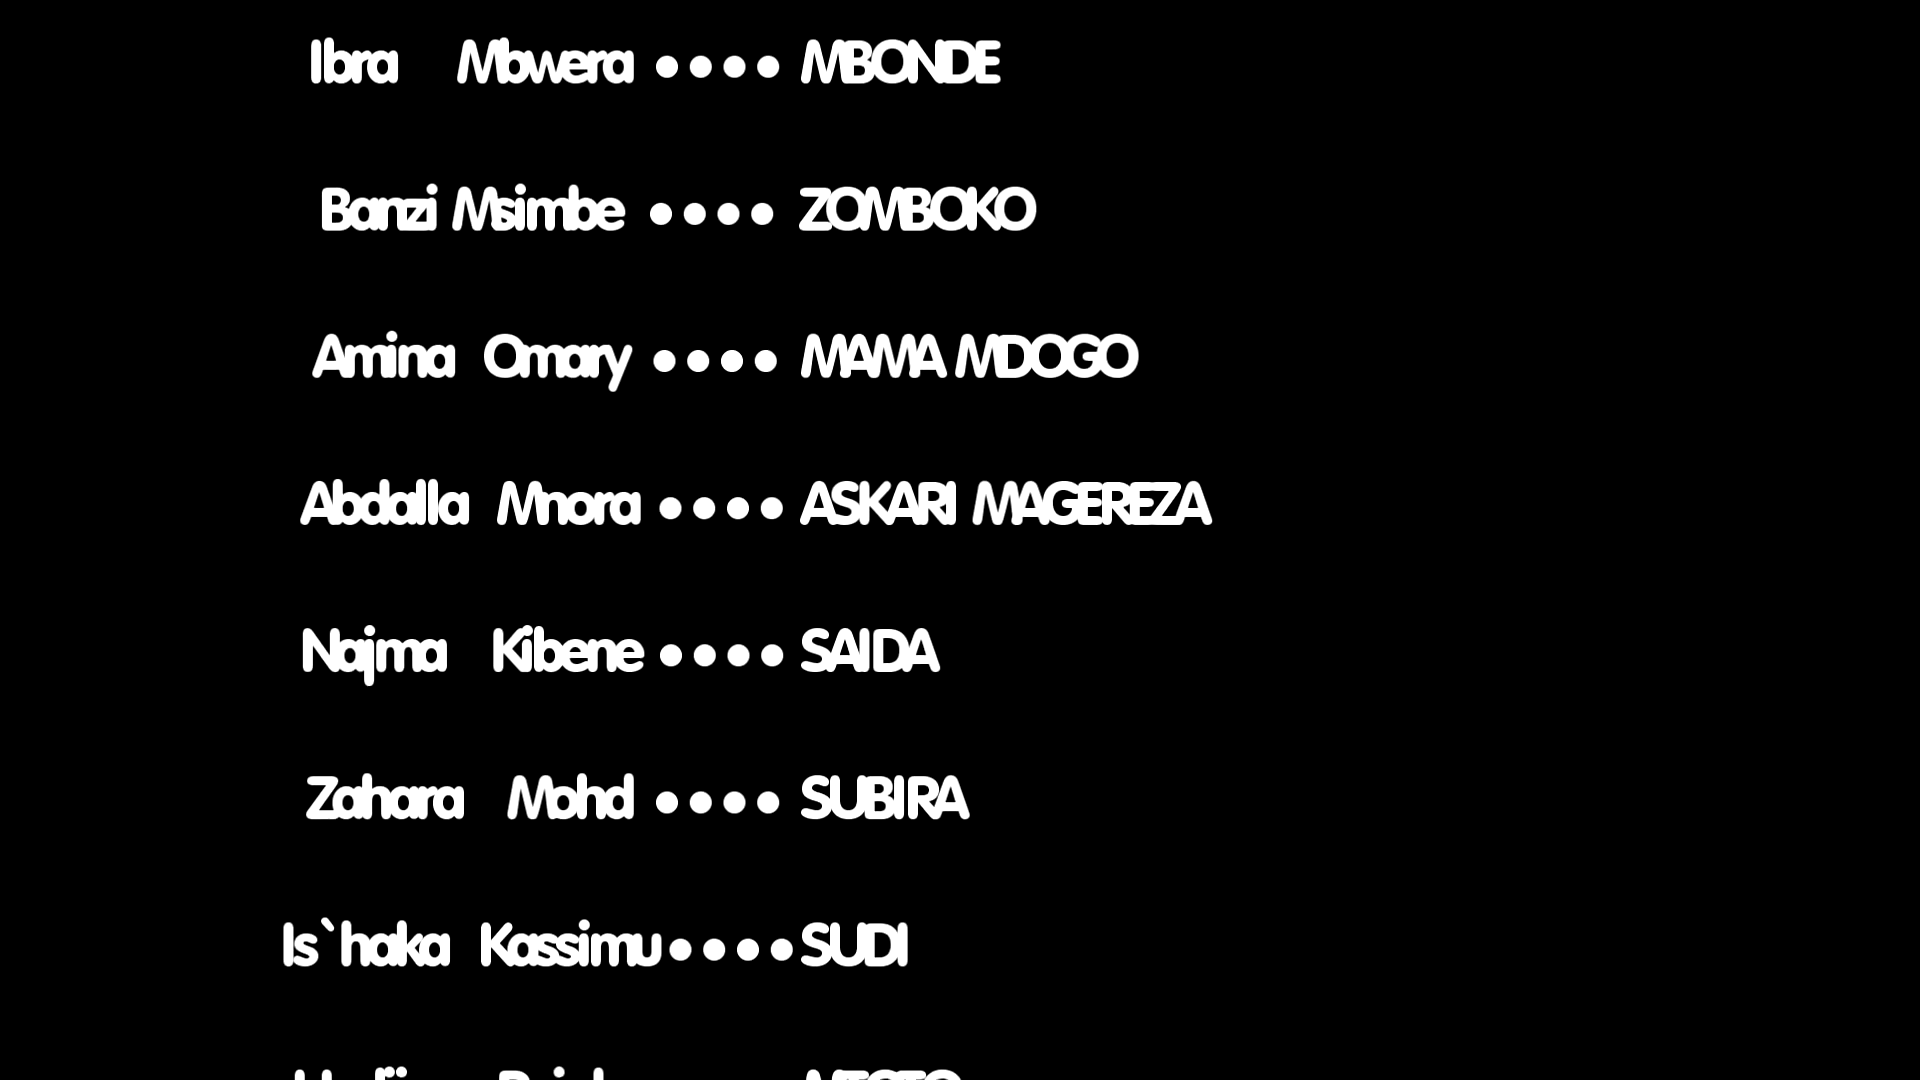 Ibra Mbwera •••• MBONDE
Banzi Msimbe •••• ZOMBOKO
Amina Omary •••• MAMA MDOGO
Abdalla Mnora •••• ASKARI MAGEREZA
Najma Kibene •••• SAIDA
Zahara Mohd •••• SUBIRA
Is`haka Kassimu •••• SUDI